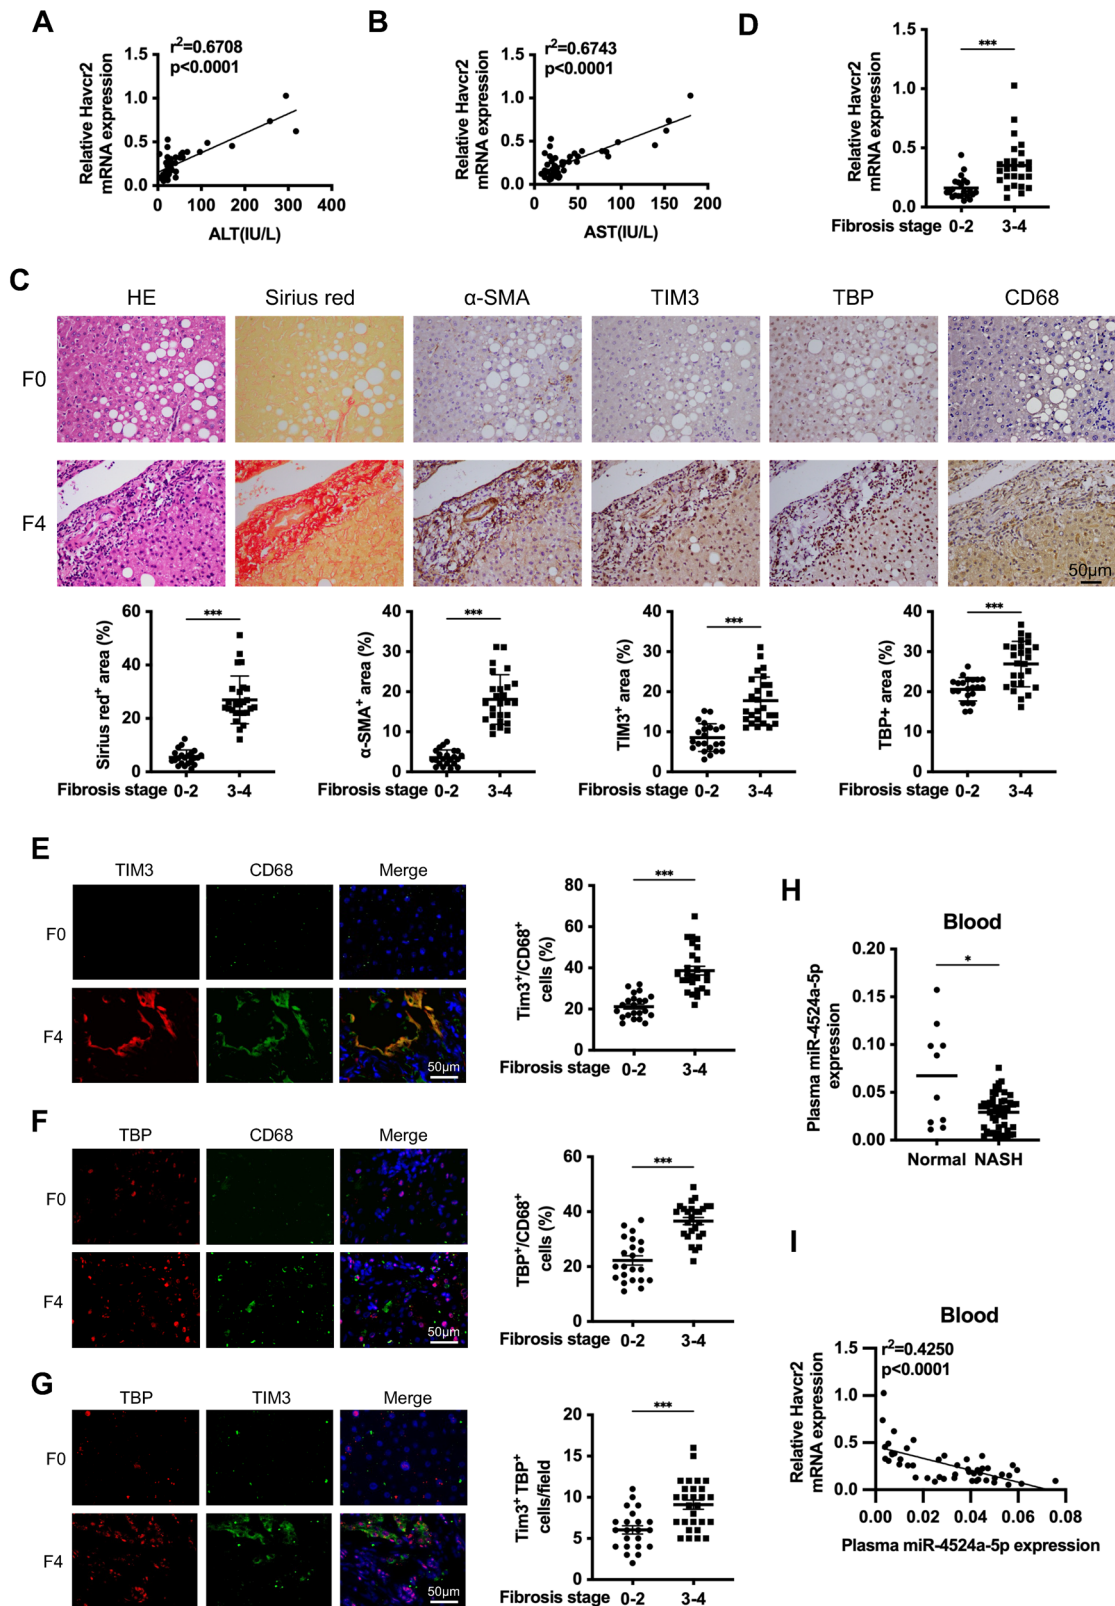 A
r²=0.6708
p<0.0001
Relative Havcr2
mRNA expression
1.5
1.0
0.5
0.0
0 100 200 300 400
ALT(IU/L)
B
r²=0.6743
p<0.0001
Relative Havcr2
mRNA expression
1.5
1.0
0.5
0.0
0 50 100 150 200
AST(IU/L)
D
***
Relative Havcr2
mRNA expression
1.5
1.0
0.5
0.0
Fibrosis stage 0-2 3-4
C
HE Sirius red α-SMA TIM3 TBP CD68
F0
F4
50μm
Sirius red⁺ area (%)
60
40
20
0
***
Fibrosis stage 0-2 3-4
α-SMA⁺ area (%)
40
30
20
10
0
***
Fibrosis stage 0-2 3-4
TIM3⁺ area (%)
40
30
20
10
0
***
Fibrosis stage 0-2 3-4
TBP+ area (%)
40
30
20
10
0
***
Fibrosis stage 0-2 3-4
E
TIM3 CD68 Merge
F0
F4
50μm
Tim3⁺/CD68⁺
cells (%)
80
60
40
20
0
***
Fibrosis stage 0-2 3-4
F
TBP CD68 Merge
F0
F4
50μm
TBP⁺/CD68⁺
cells (%)
60
40
20
0
***
Fibrosis stage 0-2 3-4
G
TBP TIM3 Merge
F0
F4
50μm
Tim3⁺TBP⁺
cells/field
20
15
10
5
0
***
Fibrosis stage 0-2 3-4
H
Blood
Plasma miR-4524a-5p
expression
0.20
0.15
0.10
0.05
0.00
*
Normal NASH
I
Blood
r²=0.4250
p<0.0001
Relative Havcr2
mRNA expression
1.5
1.0
0.5
0.0
0.00 0.02 0.04 0.06 0.08
Plasma miR-4524a-5p expression